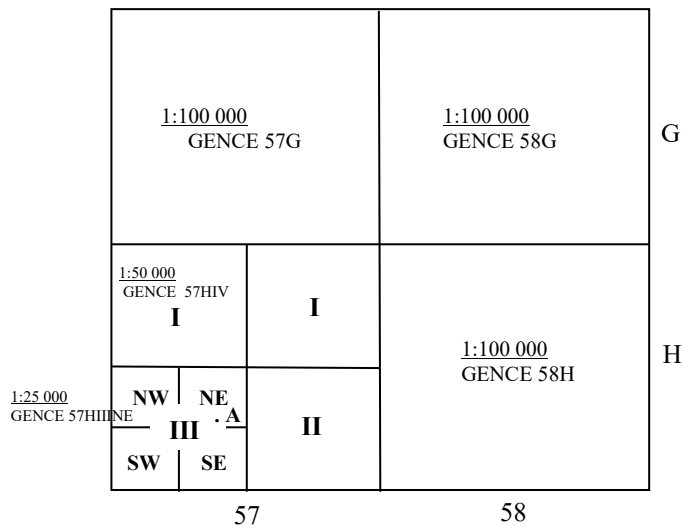 1:100 000
GENCE 57G
1:100 000
GENCE 58G
G
1:50 000
GENCE 57HIV
I
I
1:100 000
GENCE 58H
H
1:25 000
GENCE 57HIIINE
NW
NE
. A
III
II
SW
SE
57
58